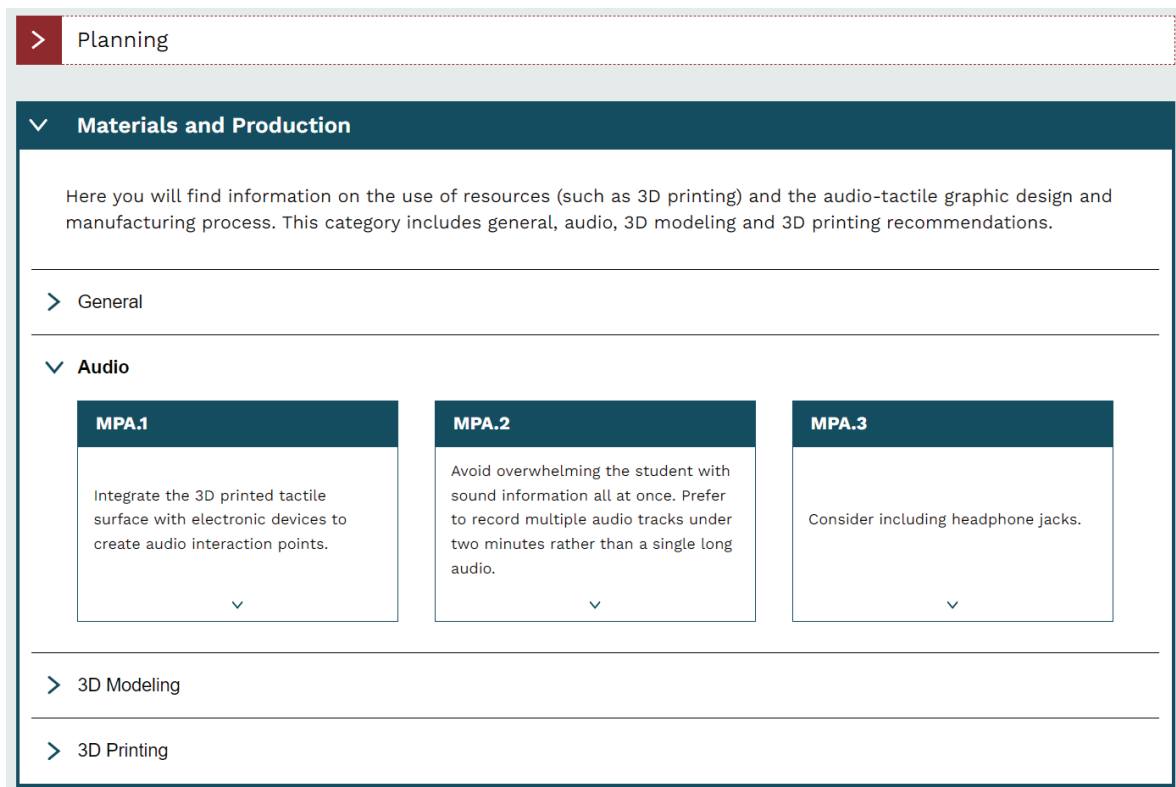 Planning
Materials and Production
Here you will find information on the use of resources (such as 3D printing) and the audio-tactile graphic design and
manufacturing process. This category includes general, audio, 3D modeling and 3D printing recommendations.
General
Audio
MPA.1
Integrate the 3D printed tactile
surface with electronic devices to
create audio interaction points.
MPA.2
Avoid overwhelming the student with
sound information all at once. Prefer
to record multiple audio tracks under
two minutes rather than a single long
audio.
MPA.3
Consider including headphone jacks.
3D Modeling
3D Printing